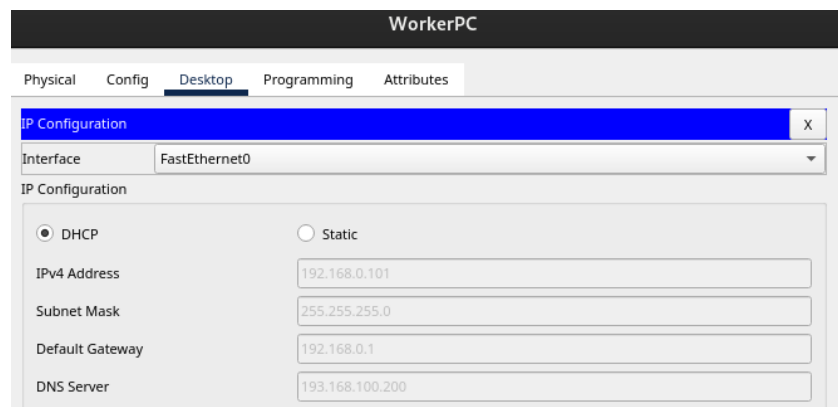 WorkerPC
Physical Config Desktop Programming Attributes
IP Configuration X
Interface FastEthernet0
IP Configuration
DHCP Static
IPv4 Address 192.168.0.101
Subnet Mask 255.255.255.0
Default Gateway 192.168.0.1
DNS Server 193.168.100.200